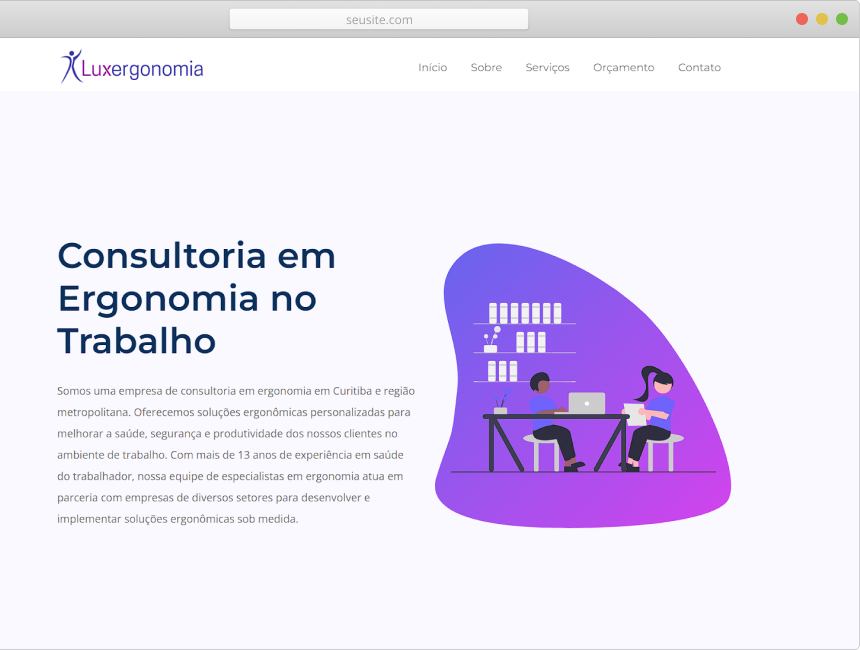 seusite.com
Luxergonomia
Início Sobre Serviços Orçamento Contato
Consultoria em
Ergonomia no
Trabalho
Somos uma empresa de consultoria em ergonomia em Curitiba e região
metropolitana. Oferecemos soluções ergonômicas personalizadas para
melhorar a saúde, segurança e produtividade dos nossos clientes no
ambiente de trabalho. Com mais de 13 anos de experiência em saúde
do trabalhador, nossa equipe de especialistas em ergonomia atua em
parceria com empresas de diversos setores para desenvolver e
implementar soluções ergonômicas sob medida.